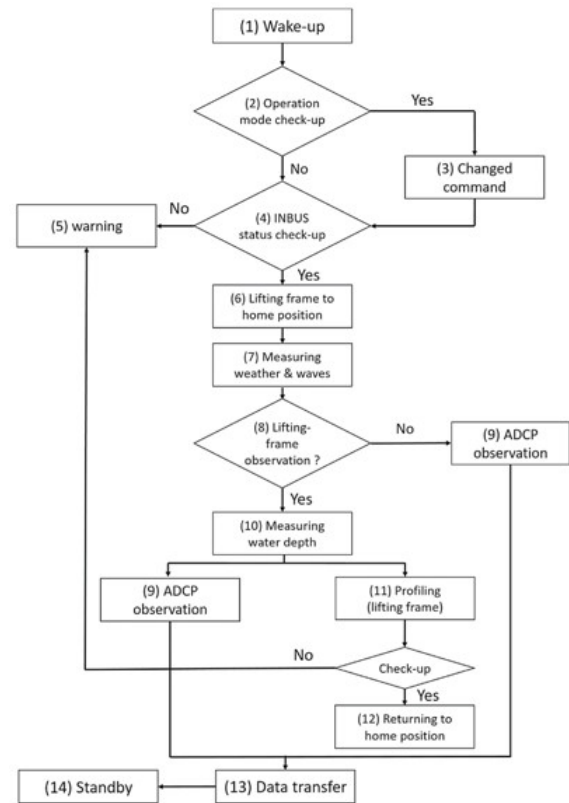 (1) Wake-up
(2) Operation
mode check-up
Yes
(3) Changed
command
No
(4) INBUS
status check-up
No
(5) warning
Yes
(6) Lifting frame to
home position
(7) Measuring
weather & waves
(8) Lifting-
frame
observation ?
No
(9) ADCP
observation
Yes
(10) Measuring
water depth
(9) ADCP
observation
(11) Profiling
(lifting frame)
No
Check-up
Yes
(12) Returning to
home position
(14) Standby
(13) Data transfer